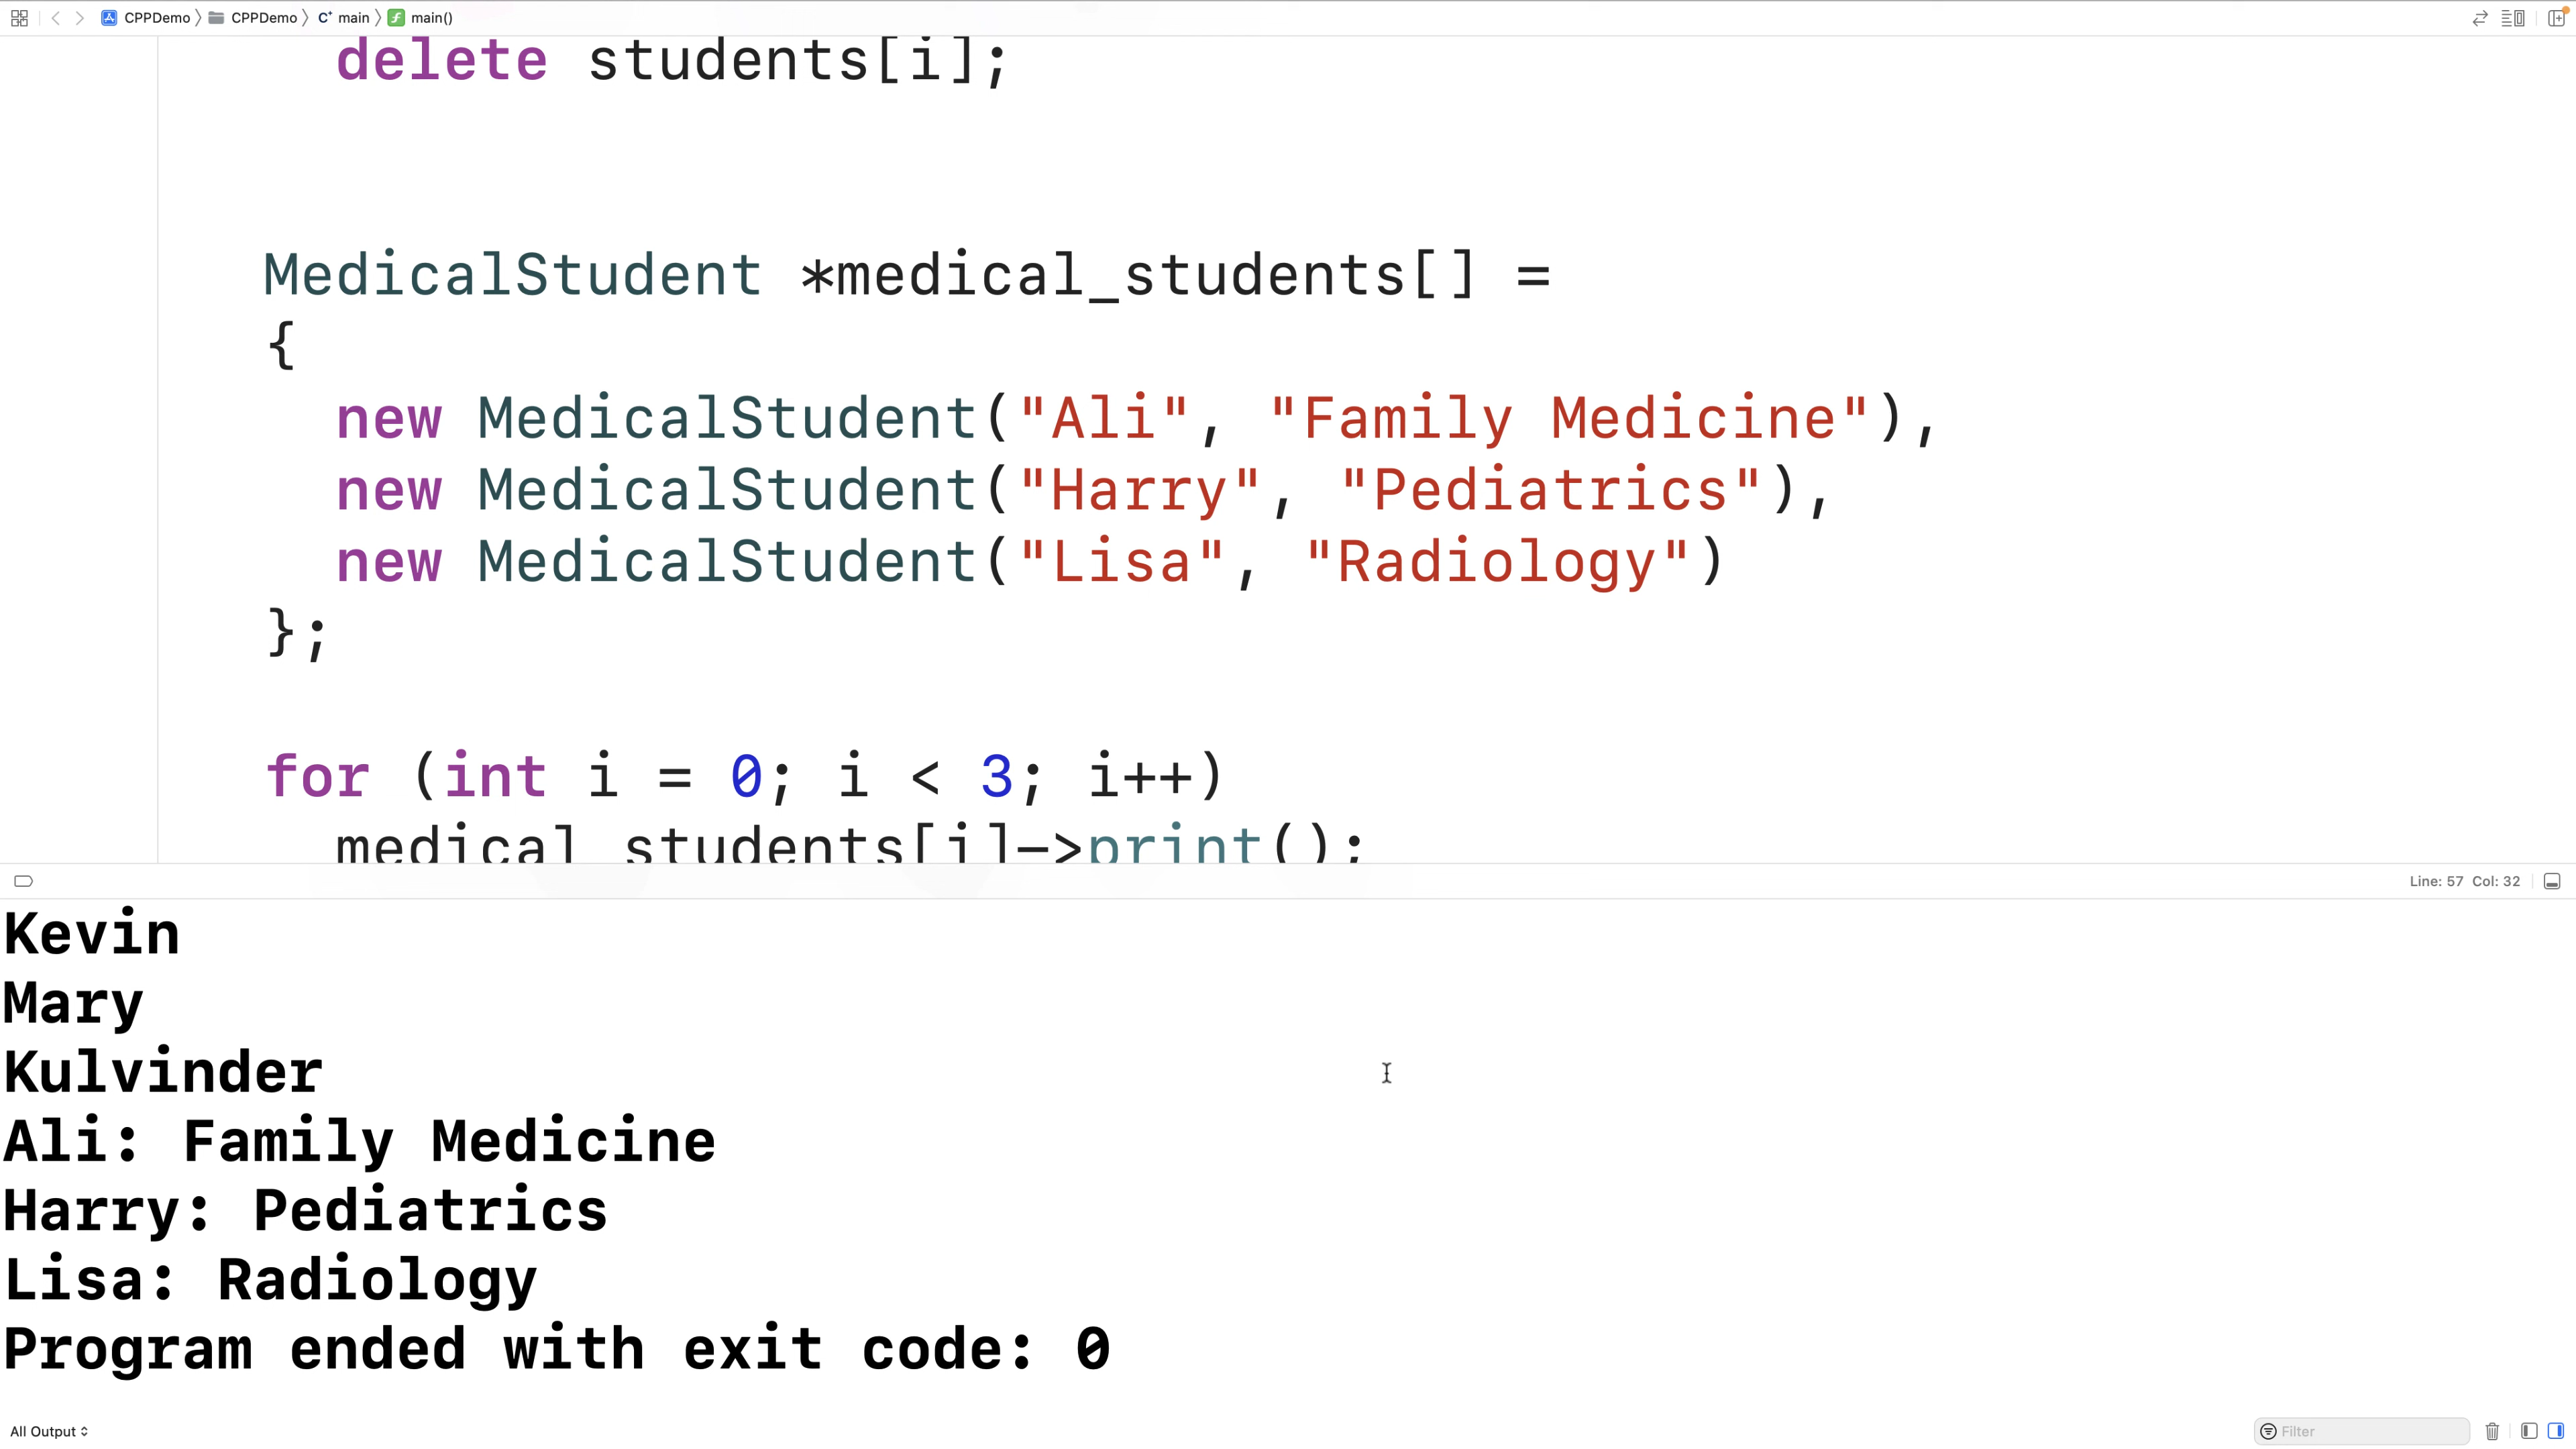 CPPDemo CPPDemo C+ main f main()
delete students[i];
MedicalStudent *medical_students[] =
{
new MedicalStudent("Ali", "Family Medicine"),
new MedicalStudent("Harry", "Pediatrics"),
new MedicalStudent("Lisa", "Radiology")
};
for (int i = 0; i < 3; i++)
medical_students[i]->print();
Line: 57 Col: 32
Kevin
Mary
Kulvinder
Ali: Family Medicine
Harry: Pediatrics
Lisa: Radiology
Program ended with exit code: 0
All Output Filter